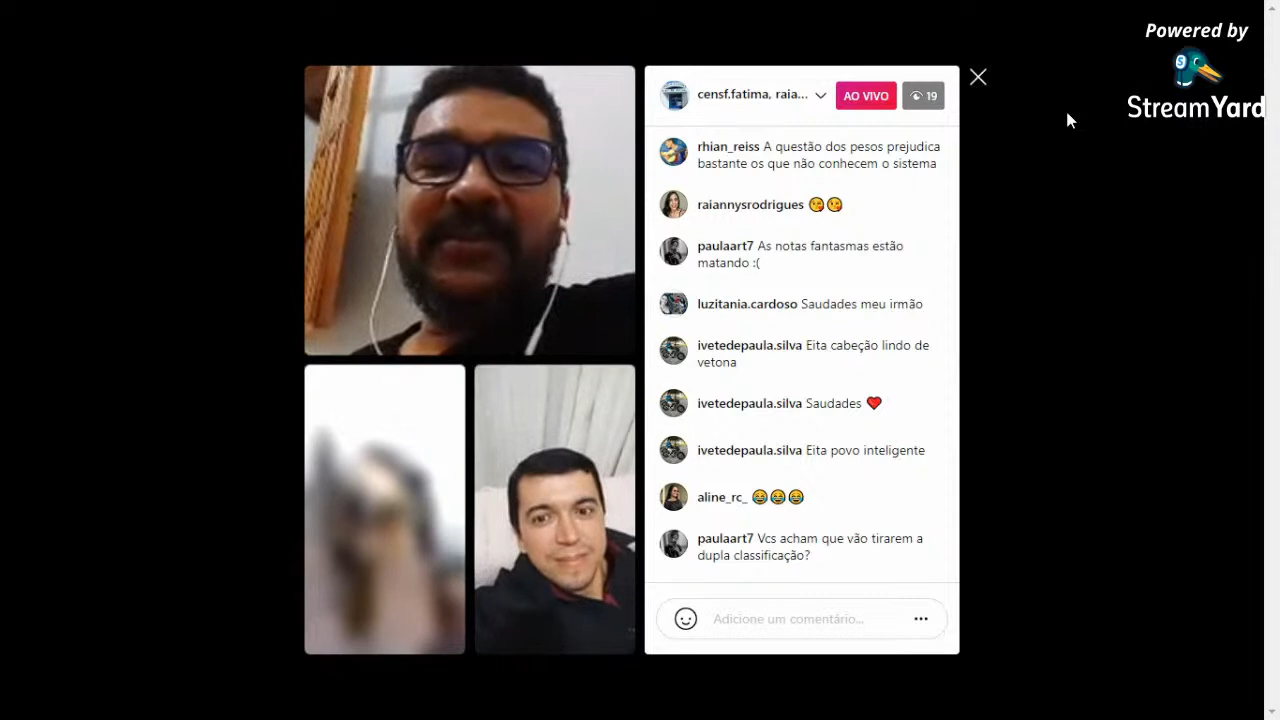 Powered by
StreamYard
censf.fatima, raia...
AO VIVO
19
rhian_reiss A questão dos pesos prejudica
bastante os que não conhecem o sistema
raiannysrodrigues 😘😘
paulaart7 As notas fantasmas estão
matando :(
luzitania.cardoso Saudades meu irmão
ivetedepaula.silva Eita cabeção lindo de
vetona
ivetedepaula.silva Saudades ❤️
ivetedepaula.silva Eita povo inteligente
aline_rc_ 😂😂😂
paulaart7 Vcs acham que vão tirarem a
dupla classificação?
Adicione um comentário...